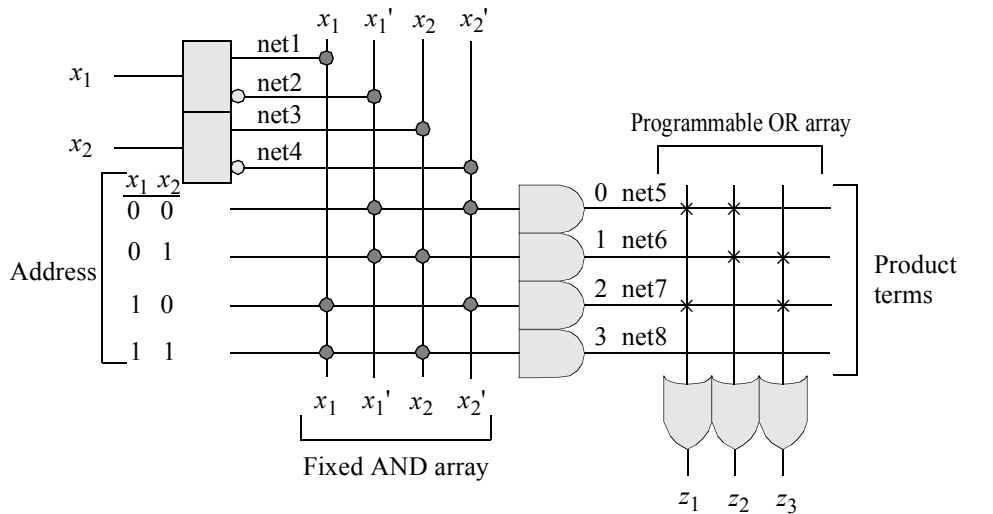 x1 x1' x2 x2'
net1
x1
net2
net3
x2
net4
Programmable OR array
x1 x2
0 0
0 net5
0 1
1 net6
Address
1 0
2 net7
Product
terms
1 1
3 net8
x1 x1' x2 x2'
Fixed AND array
z1 z2 z3